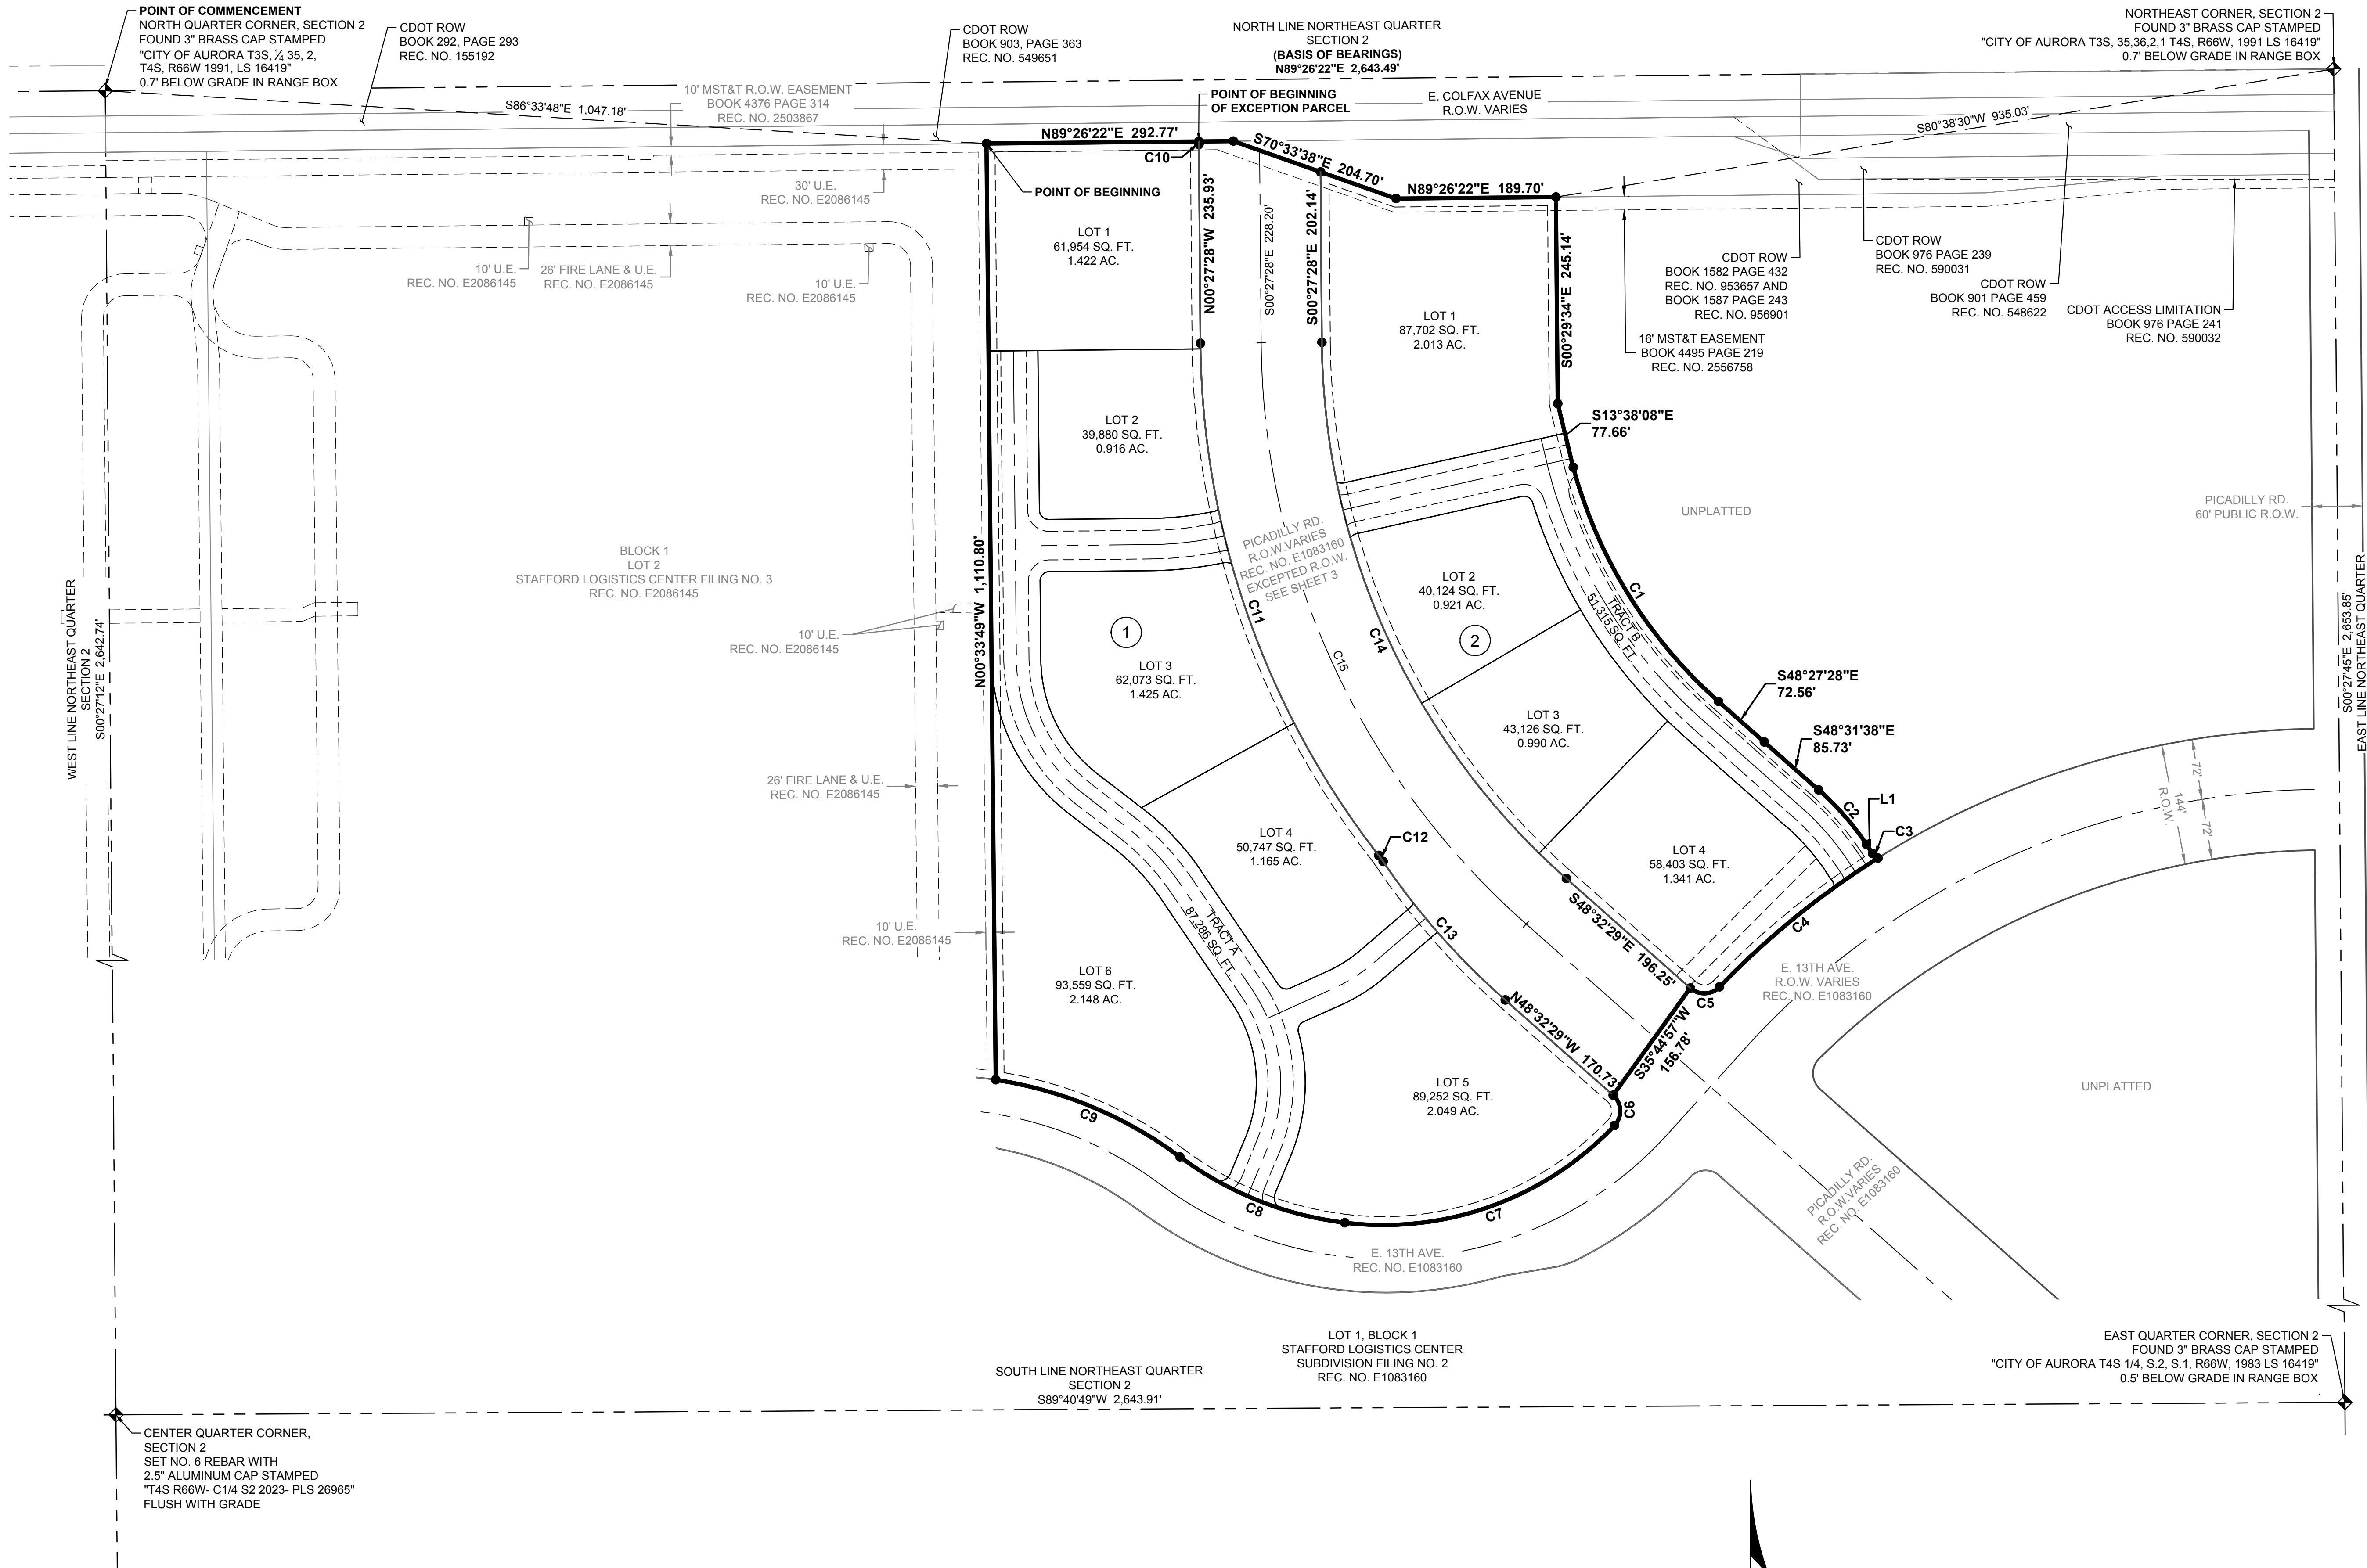 POINT OF COMMENCEMENT
NORTH QUARTER CORNER, SECTION 2
FOUND 3" BRASS CAP STAMPED
"CITY OF AURORA T3S, ¼ 35, 2,
T4S, R66W 1991, LS 16419"
0.7' BELOW GRADE IN RANGE BOX
CDOT ROW
BOOK 292, PAGE 293
REC. NO. 155192
CDOT ROW
BOOK 903, PAGE 363
REC. NO. 549651
NORTH LINE NORTHEAST QUARTER
SECTION 2
(BASIS OF BEARINGS)
N89°26'22"E 2,643.49'
NORTHEAST CORNER, SECTION 2
FOUND 3" BRASS CAP STAMPED
"CITY OF AURORA T3S, 35,36,2,1 T4S, R66W, 1991 LS 16419"
0.7' BELOW GRADE IN RANGE BOX
S86°33'48"E 1,047.18'
10' MST&T R.O.W. EASEMENT
BOOK 4376 PAGE 314
REC. NO. 2503867
POINT OF BEGINNING
OF EXCEPTION PARCEL
E. COLFAX AVENUE
R.O.W. VARIES
S80°38'30"W 935.03'
N89°26'22"E 292.77'
C10
S70°33'38"E 204.70'
N89°26'22"E 189.70'
POINT OF BEGINNING
30' U.E.
REC. NO. E2086145
10' U.E.
REC. NO. E2086145
26' FIRE LANE & U.E.
REC. NO. E2086145
10' U.E.
REC. NO. E2086145
LOT 1
61,954 SQ. FT.
1.422 AC.
N00°27'28"W 235.93'
S00°27'28"E 228.20'
S00°27'28"E 202.14'
LOT 1
87,702 SQ. FT.
2.013 AC.
S00°29'34"E 245.14'
CDOT ROW
BOOK 1582 PAGE 432
REC. NO. 953657 AND
BOOK 1587 PAGE 243
REC. NO. 956901
CDOT ROW
BOOK 976 PAGE 239
REC. NO. 590031
CDOT ROW
BOOK 901 PAGE 459
REC. NO. 548622
CDOT ACCESS LIMITATION
BOOK 976 PAGE 241
REC. NO. 590032
16' MST&T EASEMENT
BOOK 4495 PAGE 219
REC. NO. 2556758
LOT 2
39,880 SQ. FT.
0.916 AC.
S13°38'08"E
77.66'
UNPLATTED
PICADILLY RD.
60' PUBLIC R.O.W.
PICADILLY RD.
R.O.W.VARIES
REC. NO. E1083160
EXCEPTED R.O.W.
SEE SHEET 3
BLOCK 1
LOT 2
STAFFORD LOGISTICS CENTER FILING NO. 3
REC. NO. E2086145
N00°33'49"W 1,110.80'
10' U.E.
REC. NO. E2086145
1
LOT 3
62,073 SQ. FT.
1.425 AC.
C11
C15
C14
LOT 2
40,124 SQ. FT.
0.921 AC.
2
TRACT B
51,315 SQ. FT.
C1
WEST LINE NORTHEAST QUARTER
SECTION 2
S00°27'12"E 2,642.74'
S00°27'45"E 2,653.85'
EAST LINE NORTHEAST QUARTER
LOT 3
43,126 SQ. FT.
0.990 AC.
S48°27'28"E
72.56'
S48°31'38"E
85.73'
26' FIRE LANE & U.E.
REC. NO. E2086145
72'
144'
R.O.W.
72'
C2
L1
C3
LOT 4
50,747 SQ. FT.
1.165 AC.
C12
LOT 4
58,403 SQ. FT.
1.341 AC.
10' U.E.
REC. NO. E2086145
TRACT A
87,286 SQ. FT.
C13
S48°32'29"E 196.25'
C4
LOT 6
93,559 SQ. FT.
2.148 AC.
E. 13TH AVE.
R.O.W. VARIES
REC. NO. E1083160
C5
N48°32'29"W 170.73'
S35°44'57"W
156.78'
LOT 5
89,252 SQ. FT.
2.049 AC.
UNPLATTED
C9
C6
C8
C7
PICADILLY RD.
R.O.W.VARIES
REC. NO. E1083160
E. 13TH AVE.
REC. NO. E1083160
LOT 1, BLOCK 1
STAFFORD LOGISTICS CENTER
SUBDIVISION FILING NO. 2
REC. NO. E1083160
SOUTH LINE NORTHEAST QUARTER
SECTION 2
S89°40'49"W 2,643.91'
EAST QUARTER CORNER, SECTION 2
FOUND 3" BRASS CAP STAMPED
"CITY OF AURORA T4S 1/4, S.2, S.1, R66W, 1983 LS 16419"
0.5' BELOW GRADE IN RANGE BOX
CENTER QUARTER CORNER,
SECTION 2
SET NO. 6 REBAR WITH
2.5" ALUMINUM CAP STAMPED
"T4S R66W- C1/4 S2 2023- PLS 26965"
FLUSH WITH GRADE